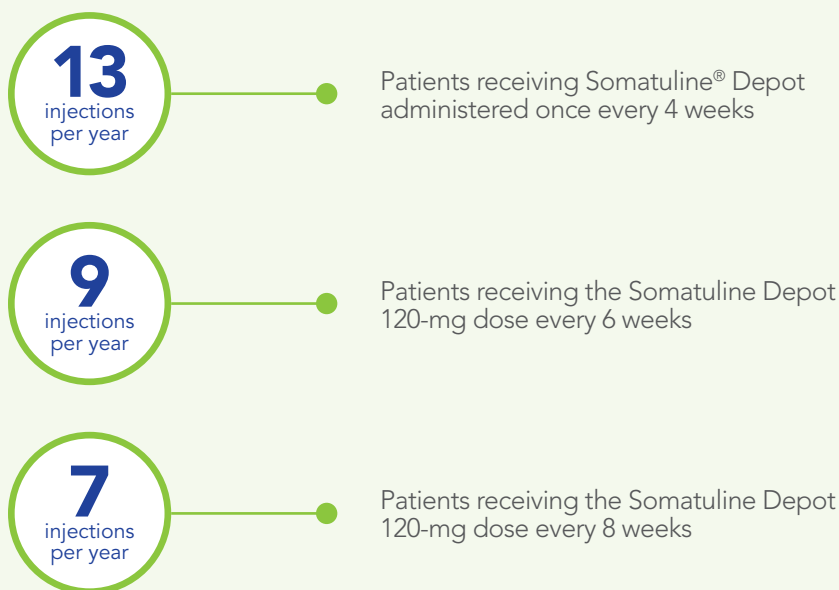 13
injections
per year
Patients receiving Somatuline® Depot
administered once every 4 weeks
9
injections
per year
Patients receiving the Somatuline Depot
120-mg dose every 6 weeks
7
injections
per year
Patients receiving the Somatuline Depot
120-mg dose every 8 weeks